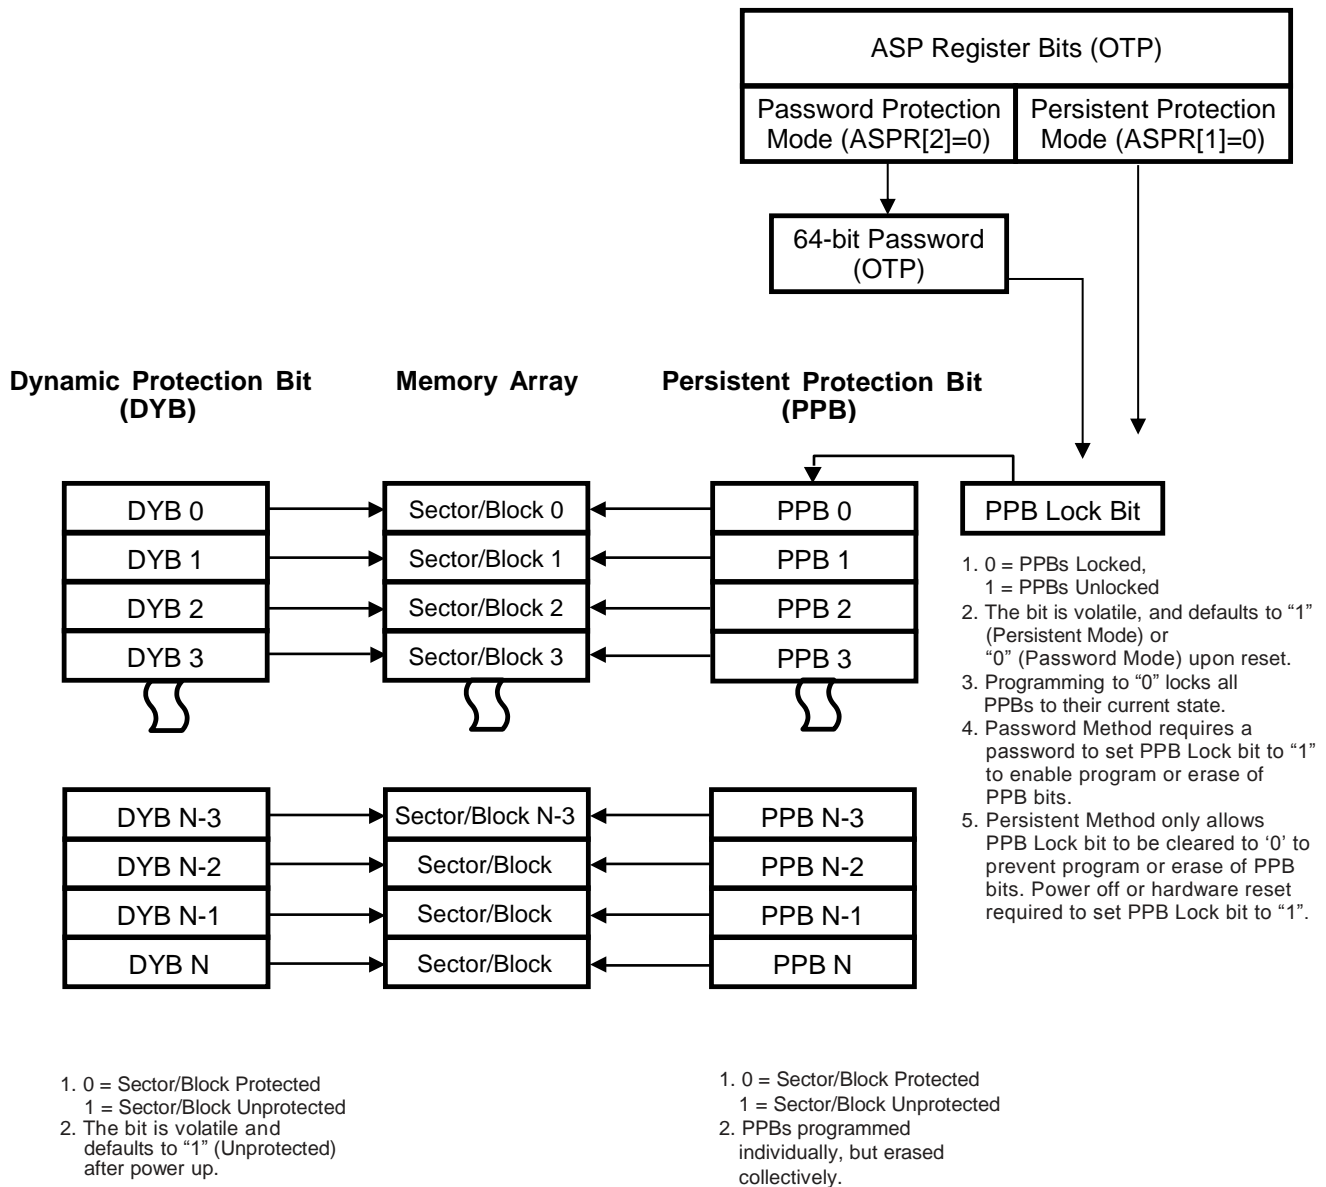 ASP Register Bits (OTP)
Password Protection
Mode (ASPR[2]=0)
Persistent Protection
Mode (ASPR[1]=0)
64-bit Password
(OTP)
Dynamic Protection Bit
(DYB)
Memory Array
Persistent Protection Bit
(PPB)
DYB 0
Sector/Block 0
PPB 0
PPB Lock Bit
DYB 1
Sector/Block 1
PPB 1
DYB 2
Sector/Block 2
PPB 2
DYB 3
Sector/Block 3
PPB 3
1. 0 = PPBs Locked,
1 = PPBs Unlocked
2. The bit is volatile, and defaults to “1”
(Persistent Mode) or
“0” (Password Mode) upon reset.
3. Programming to “0” locks all
PPBs to their current state.
4. Password Method requires a
password to set PPB Lock bit to “1”
to enable program or erase of
PPB bits.
5. Persistent Method only allows
PPB Lock bit to be cleared to ‘0’ to
prevent program or erase of PPB
bits. Power off or hardware reset
required to set PPB Lock bit to “1”.
DYB N-3
Sector/Block N-3
PPB N-3
DYB N-2
Sector/Block
PPB N-2
DYB N-1
Sector/Block
PPB N-1
DYB N
Sector/Block
PPB N
1. 0 = Sector/Block Protected
1 = Sector/Block Unprotected
2. The bit is volatile and
defaults to “1” (Unprotected)
after power up.
1. 0 = Sector/Block Protected
1 = Sector/Block Unprotected
2. PPBs programmed
individually, but erased
collectively.